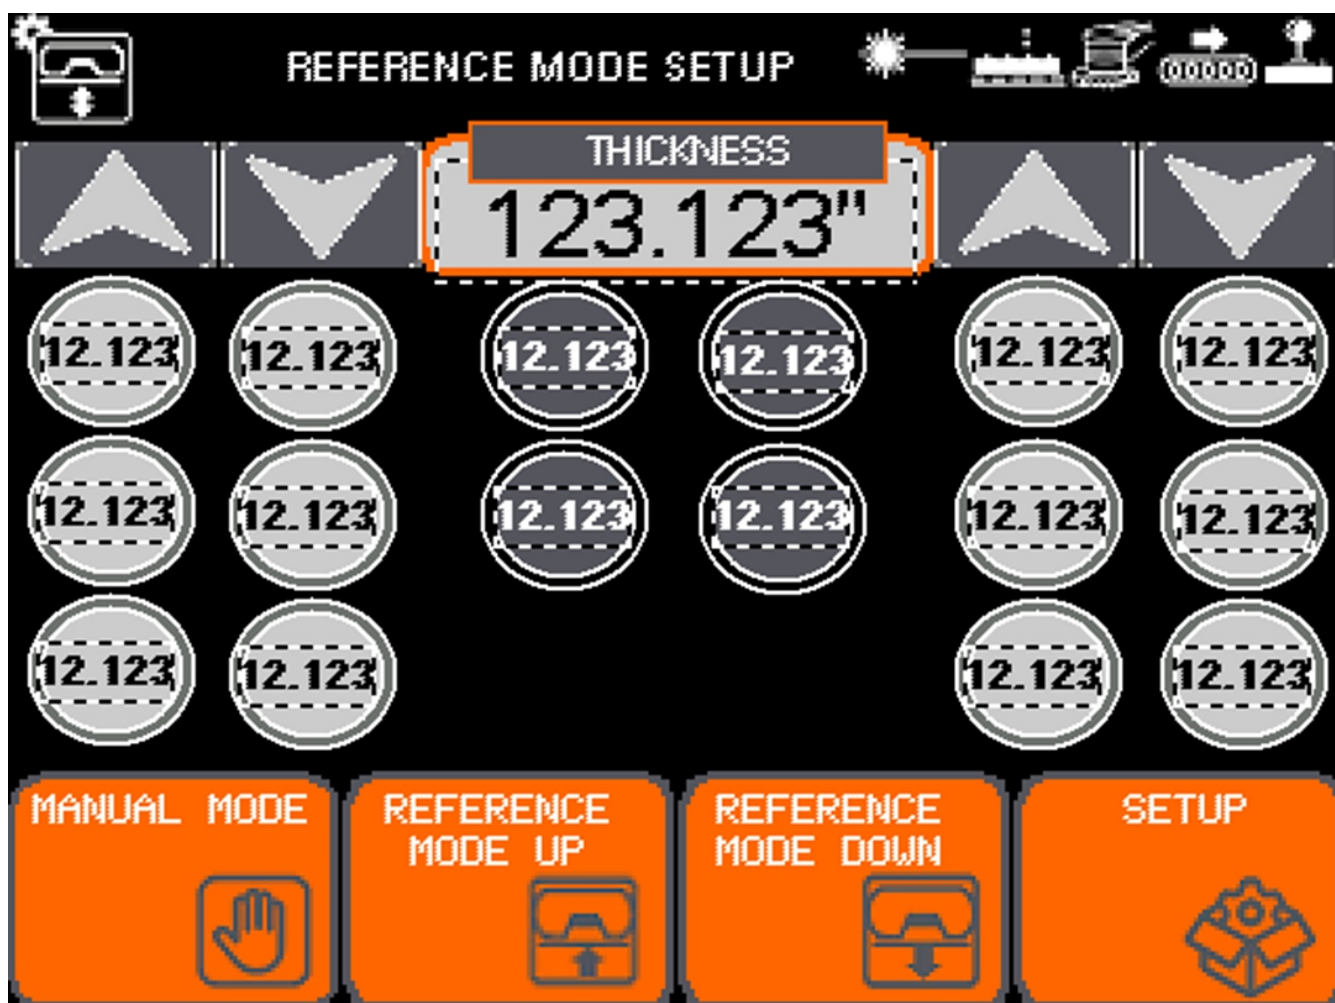 REFERENCE MODE SETUP
THICKNESS
123.123"
12.123 12.123 12.123 12.123 12.123 12.123
12.123 12.123 12.123 12.123 12.123 12.123
12.123 12.123 12.123 12.123
MANUAL MODE
REFERENCE
MODE UP
REFERENCE
MODE DOWN
SETUP